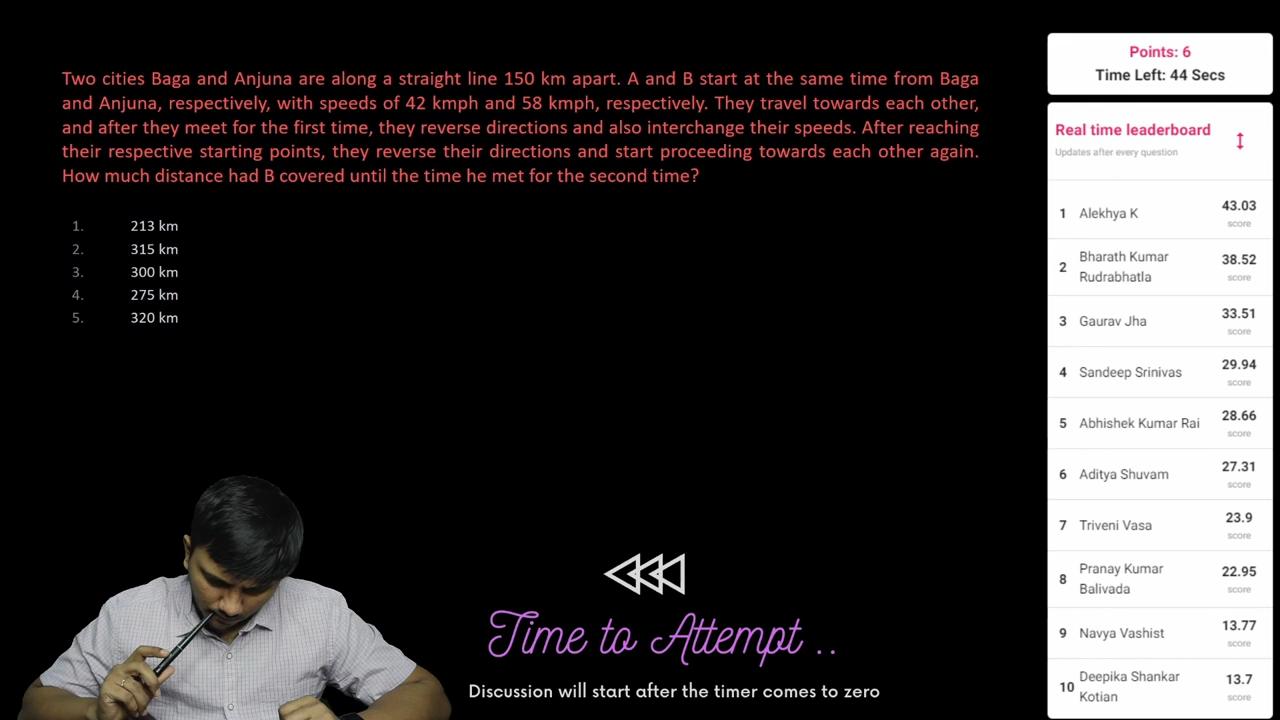 Two cities Baga and Anjuna are along a straight line 150 km apart. A and B start at the same time from Baga
and Anjuna, respectively, with speeds of 42 kmph and 58 kmph, respectively. They travel towards each other,
and after they meet for the first time, they reverse directions and also interchange their speeds. After reaching
their respective starting points, they reverse their directions and start proceeding towards each other again.
How much distance had B covered until the time he met for the second time?
1. 213 km
2. 315 km
3. 300 km
4. 275 km
5. 320 km
Time to Attempt ..
Discussion will start after the timer comes to zero
Points: 6
Time Left: 44 Secs
Real time leaderboard
Updates after every question
1 Alekhya K 43.03
score
2 Bharath Kumar Rudrabhatla 38.52
score
3 Gaurav Jha 33.51
score
4 Sandeep Srinivas 29.94
score
5 Abhishek Kumar Rai 28.66
score
6 Aditya Shuvam 27.31
score
7 Triveni Vasa 23.9
score
8 Pranay Kumar Balivada 22.95
score
9 Navya Vashist 13.77
score
10 Deepika Shankar Kotian 13.7
score